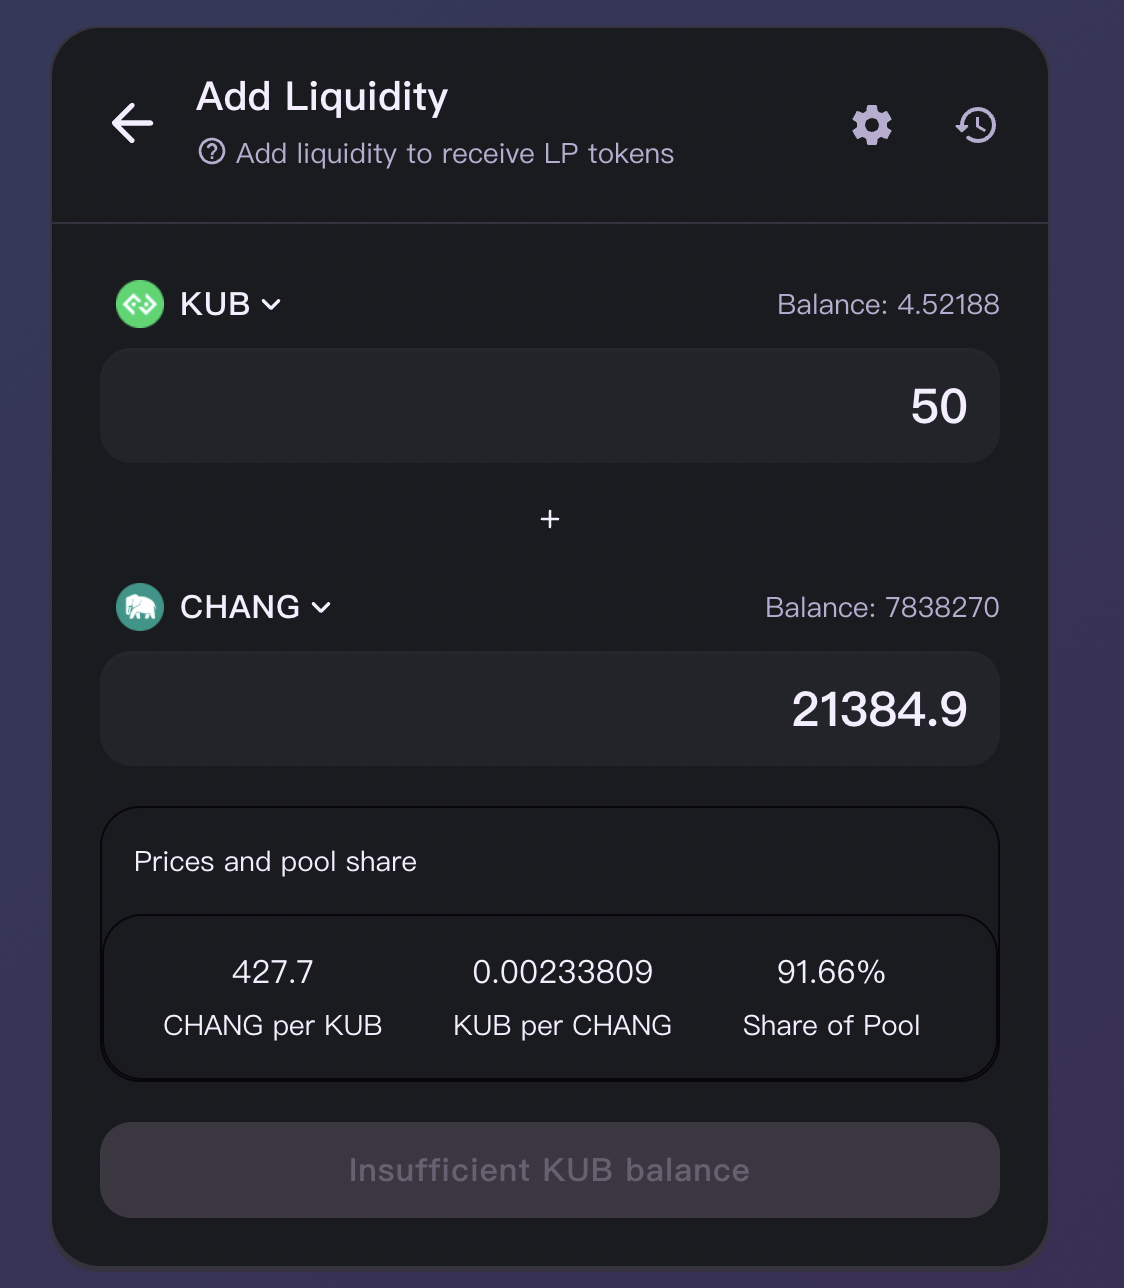 Add Liquidity
Add liquidity to receive LP tokens
KUB
Balance: 4.52188
50
+
CHANG
Balance: 7838270
21384.9
Prices and pool share
427.7
CHANG per KUB
0.00233809
KUB per CHANG
91.66%
Share of Pool
Insufficient KUB balance